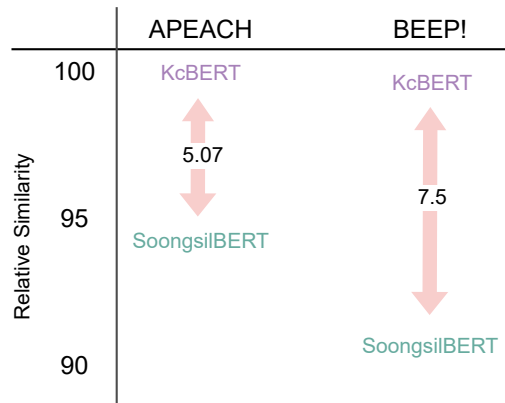 APEACH BEEP!
100 KcBERT KcBERT
5.07
7.5
95
SoongsilBERT
SoongsilBERT
90
Relative Similarity